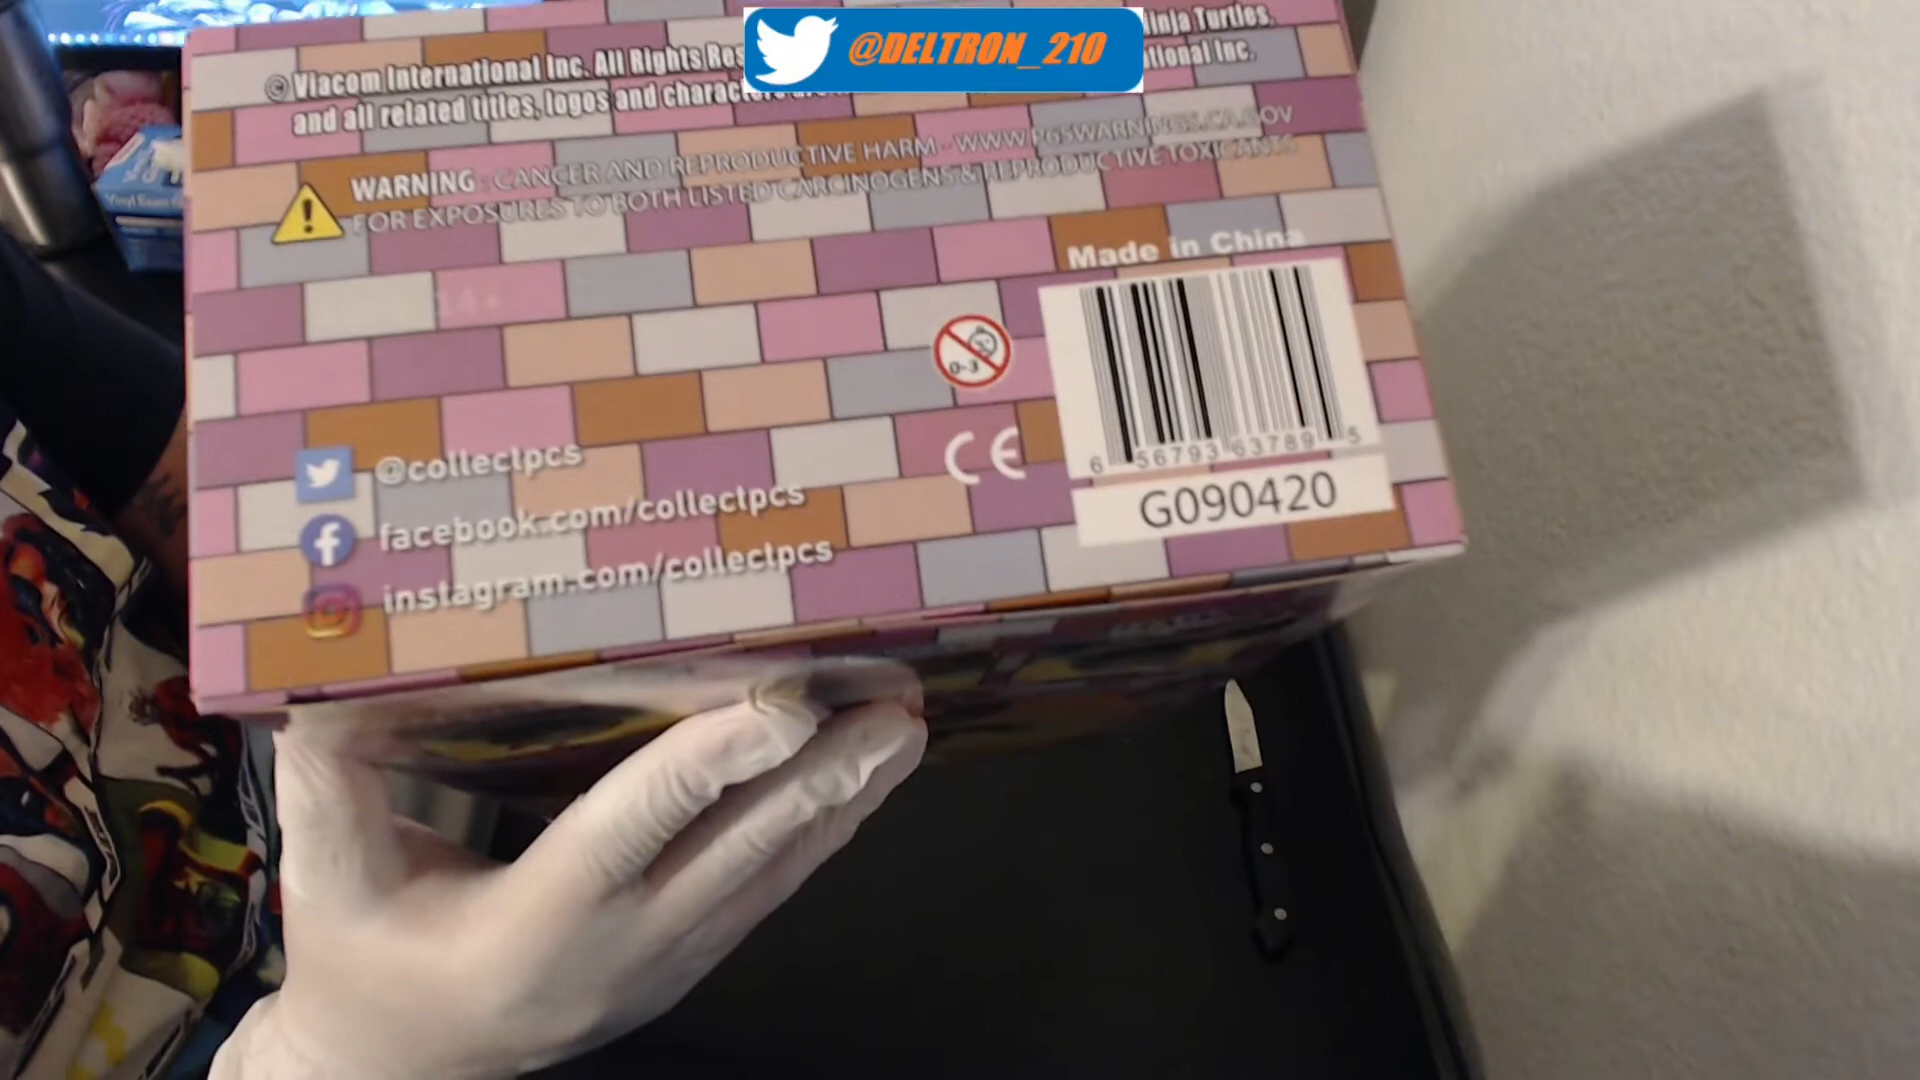 @DELTRON_210
© Viacom International Inc. All Rights Res
Ninja Turtles,
and all related titles, logos and charact
tional Inc.
WARNING : CANCER AND REPRODUCTIVE HARM - WWW.P65WARNINGS.CA.GOV
FOR EXPOSURES TO BOTH LISTED CARCINOGENS & REPRODUCTIVE TOXICANTS
Made in China
14+
0-3
6 56793 63789 5
CE
G090420
@collectpcs
facebook.com/collectpcs
instagram.com/collectpcs